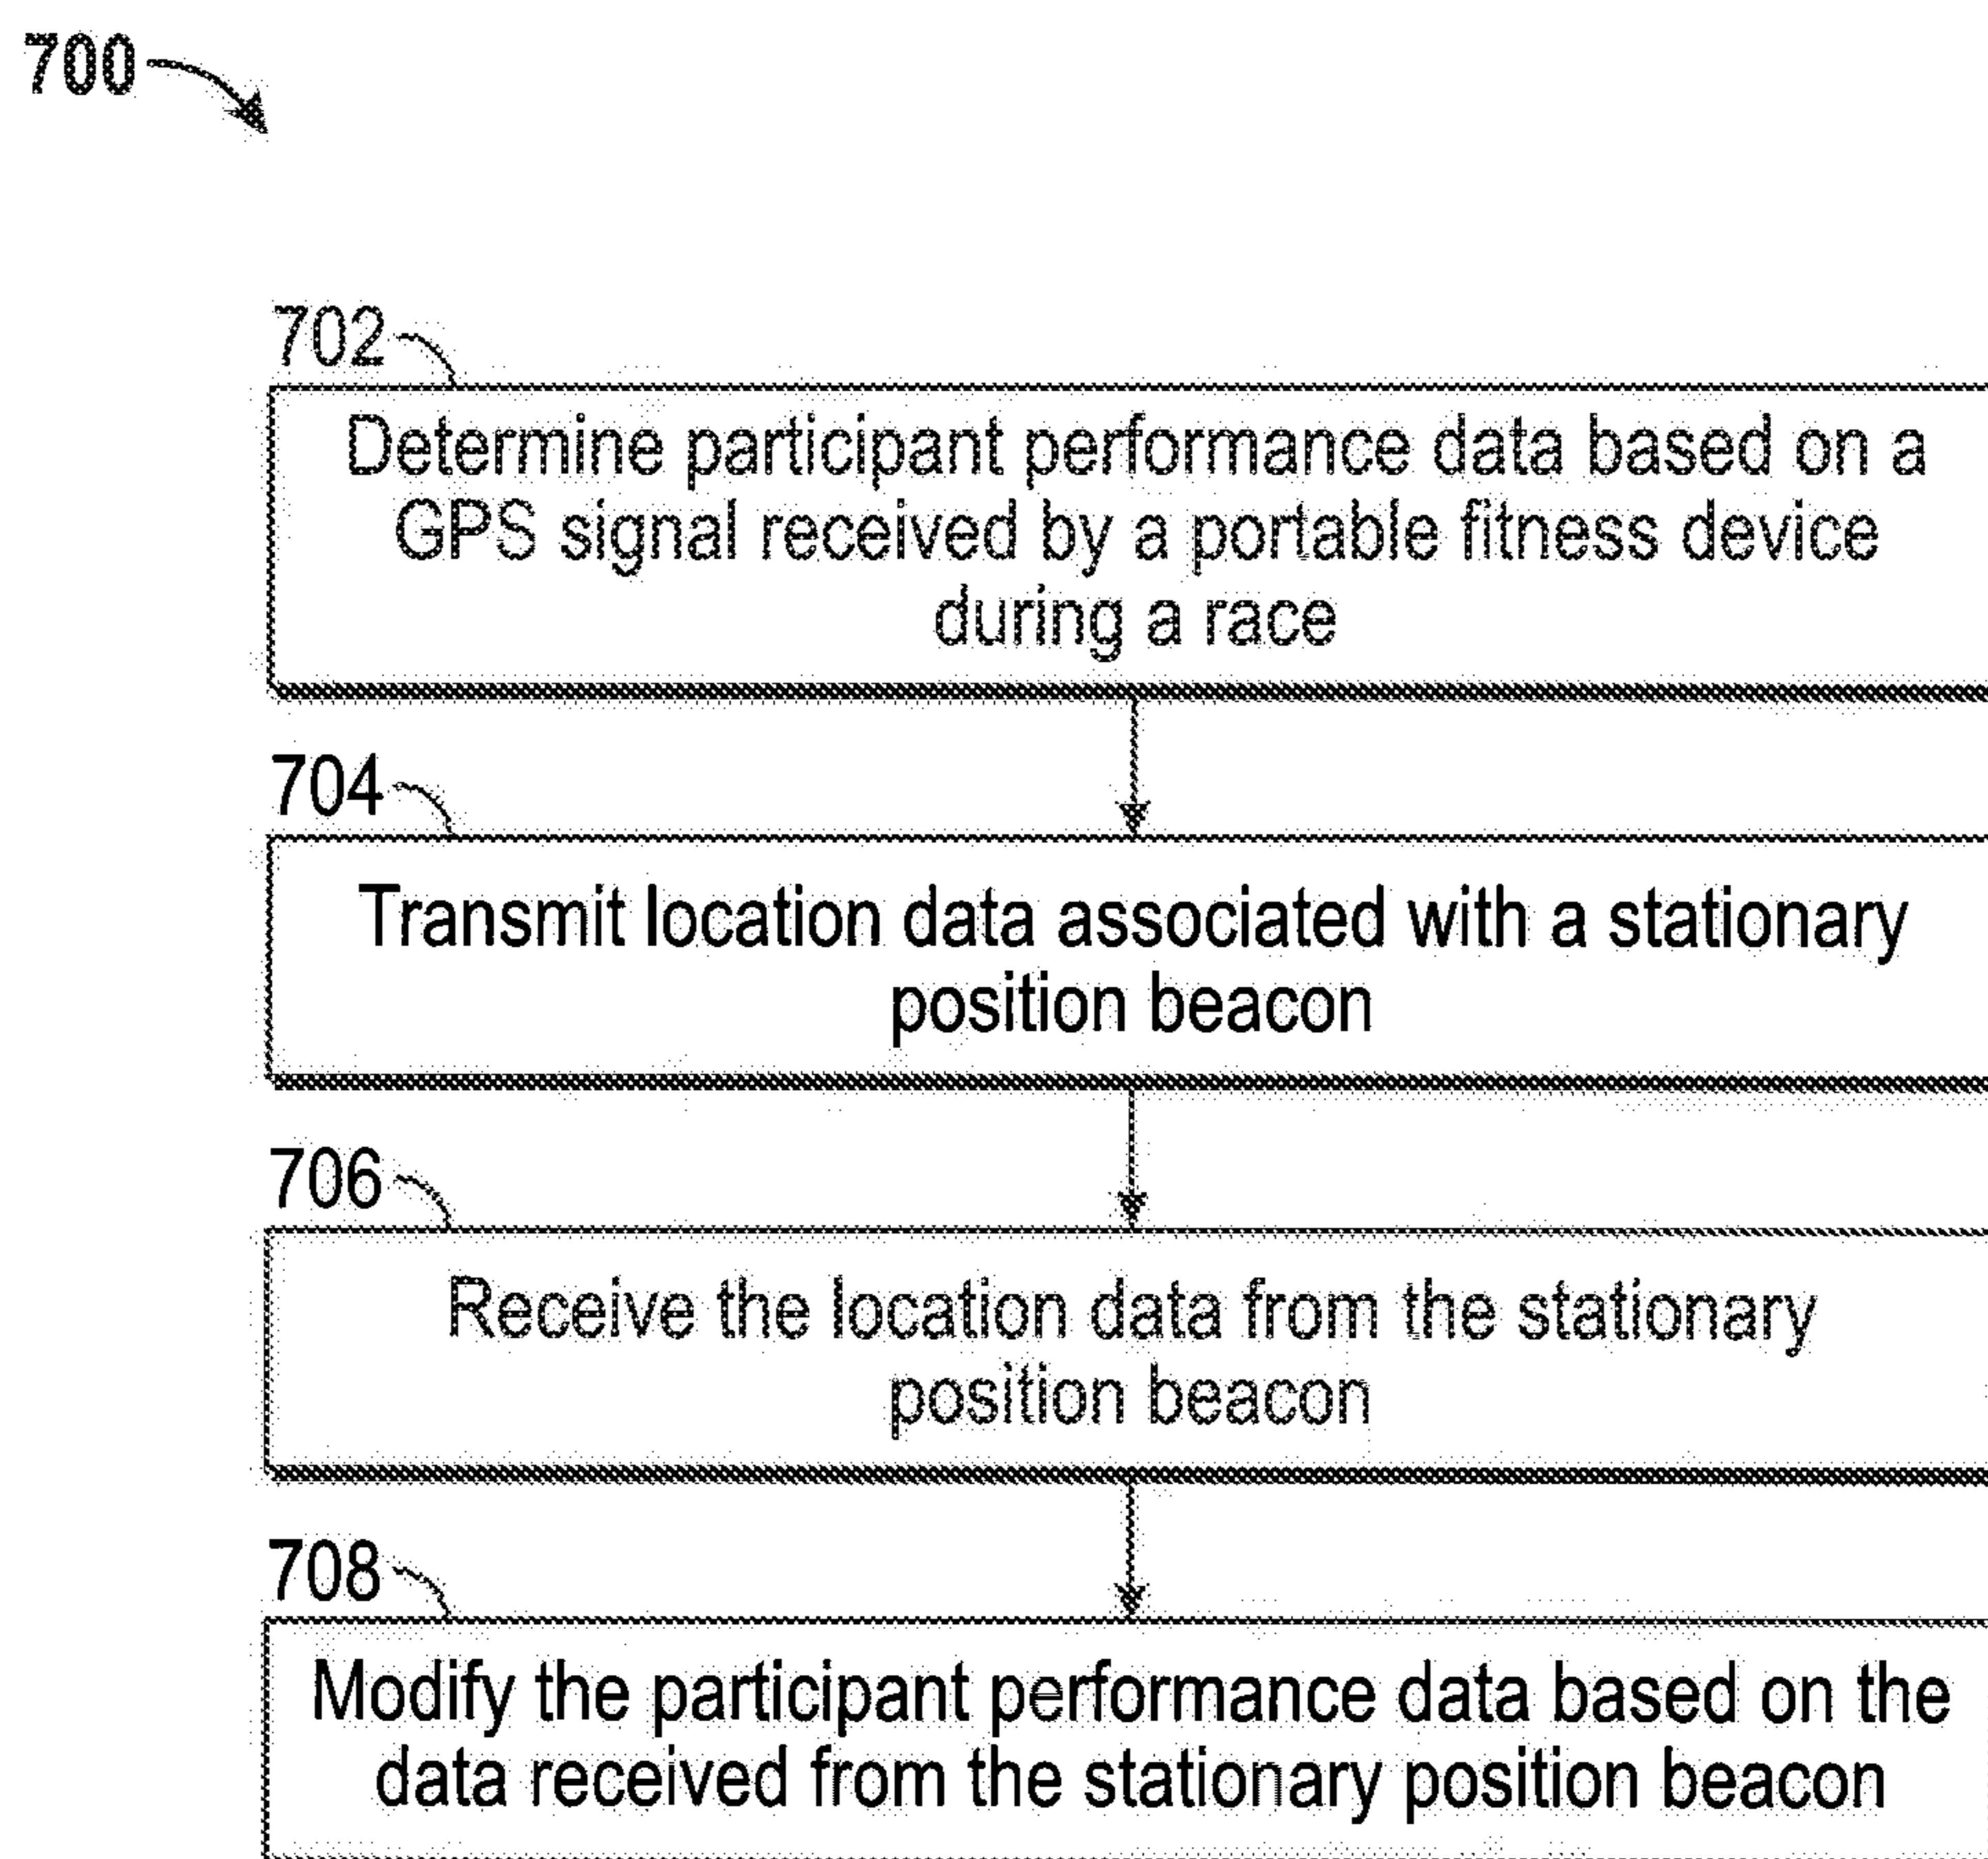 700
702
Determine participant performance data based on a
GPS signal received by a portable fitness device
during a race
704
Transmit location data associated with a stationary
position beacon
706
Receive the location data from the stationary
position beacon
708
Modify the participant performance data based on the
data received from the stationary position beacon